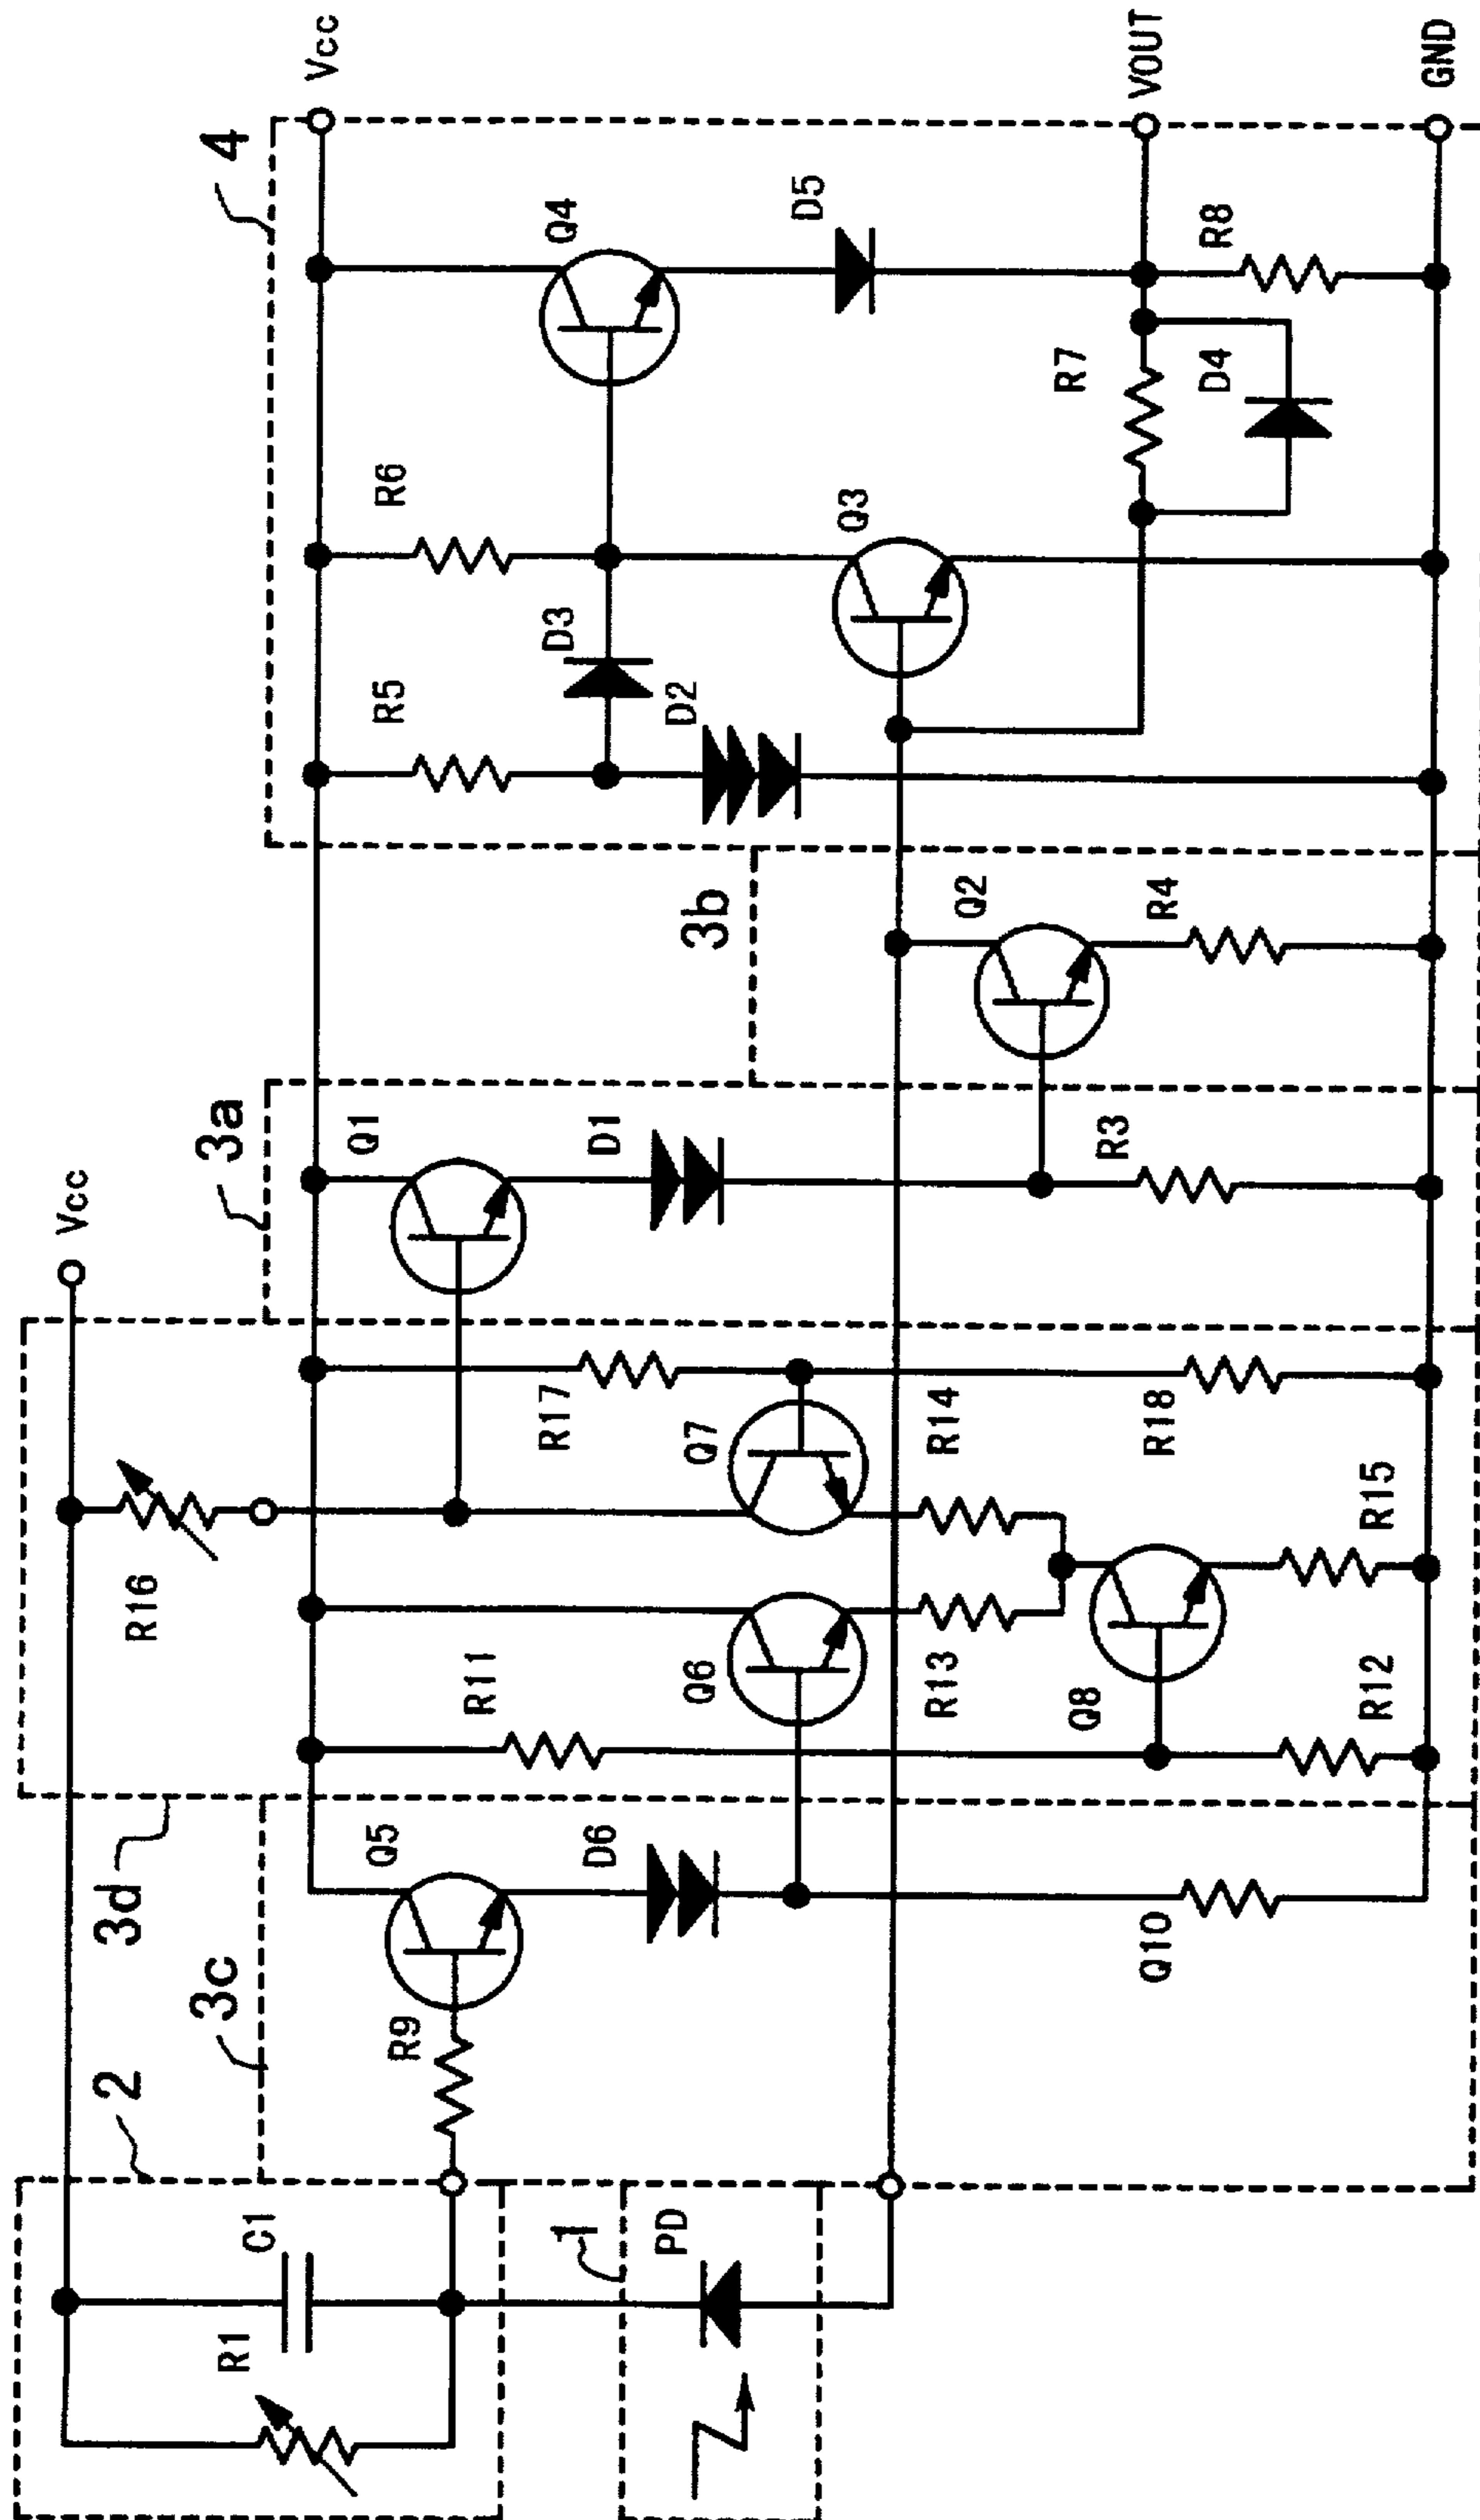 Vcc
VOUT
GND
4
Q4
D5
R8
R7
D4
R6
Q3
D3
R5
D2
3b
Q2
R4
3a
Q1
D1
R3
Vcc
R17
Q7
R14
R18
R15
R16
R11
Q6
R13
Q8
R12
3d
Q5
D6
Q10
3c
R9
2
C1
R1
1
PD